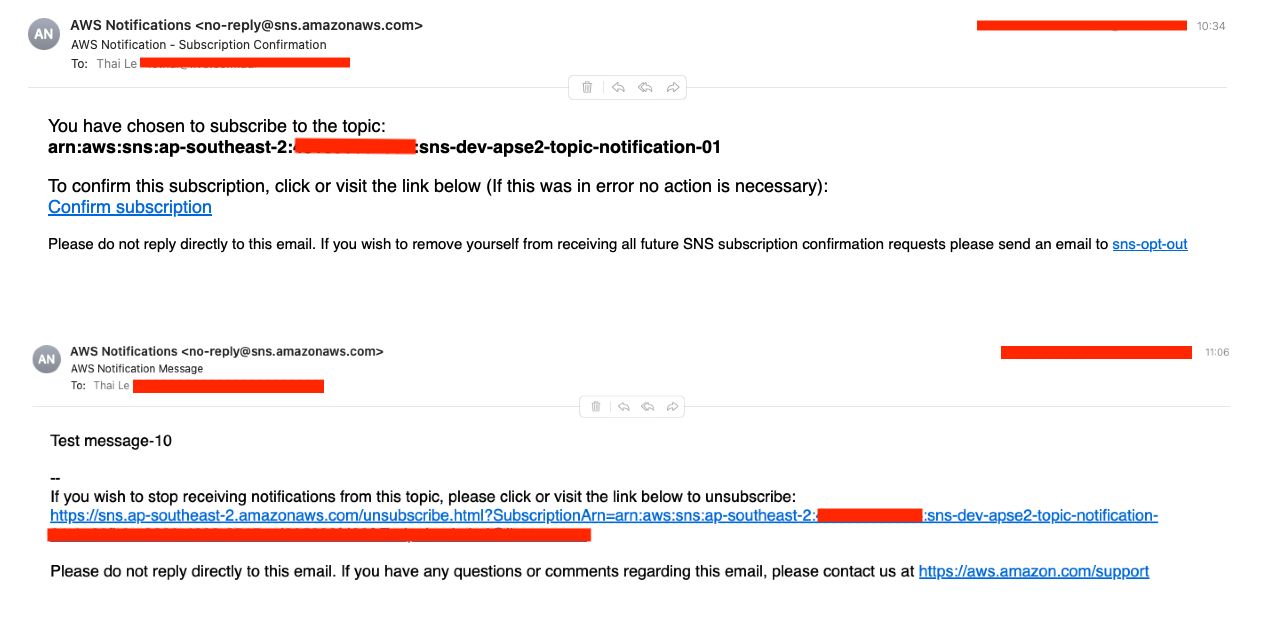 AN
AWS Notifications <no-reply@sns.amazonaws.com>
10:34
AWS Notification - Subscription Confirmation
To: Thai Le
You have chosen to subscribe to the topic:
arn:aws:sns:ap-southeast-2: :sns-dev-apse2-topic-notification-01
To confirm this subscription, click or visit the link below (If this was in error no action is necessary):
Confirm subscription
Please do not reply directly to this email. If you wish to remove yourself from receiving all future SNS subscription confirmation requests please send an email to sns-opt-out
AN
AWS Notifications <no-reply@sns.amazonaws.com>
11:06
AWS Notification Message
To: Thai Le
Test message-10
--
If you wish to stop receiving notifications from this topic, please click or visit the link below to unsubscribe:
https://sns.ap-southeast-2.amazonaws.com/unsubscribe.html?SubscriptionArn=arn:aws:sns:ap-southeast-2: :sns-dev-apse2-topic-notification-
Please do not reply directly to this email. If you have any questions or comments regarding this email, please contact us at https://aws.amazon.com/support